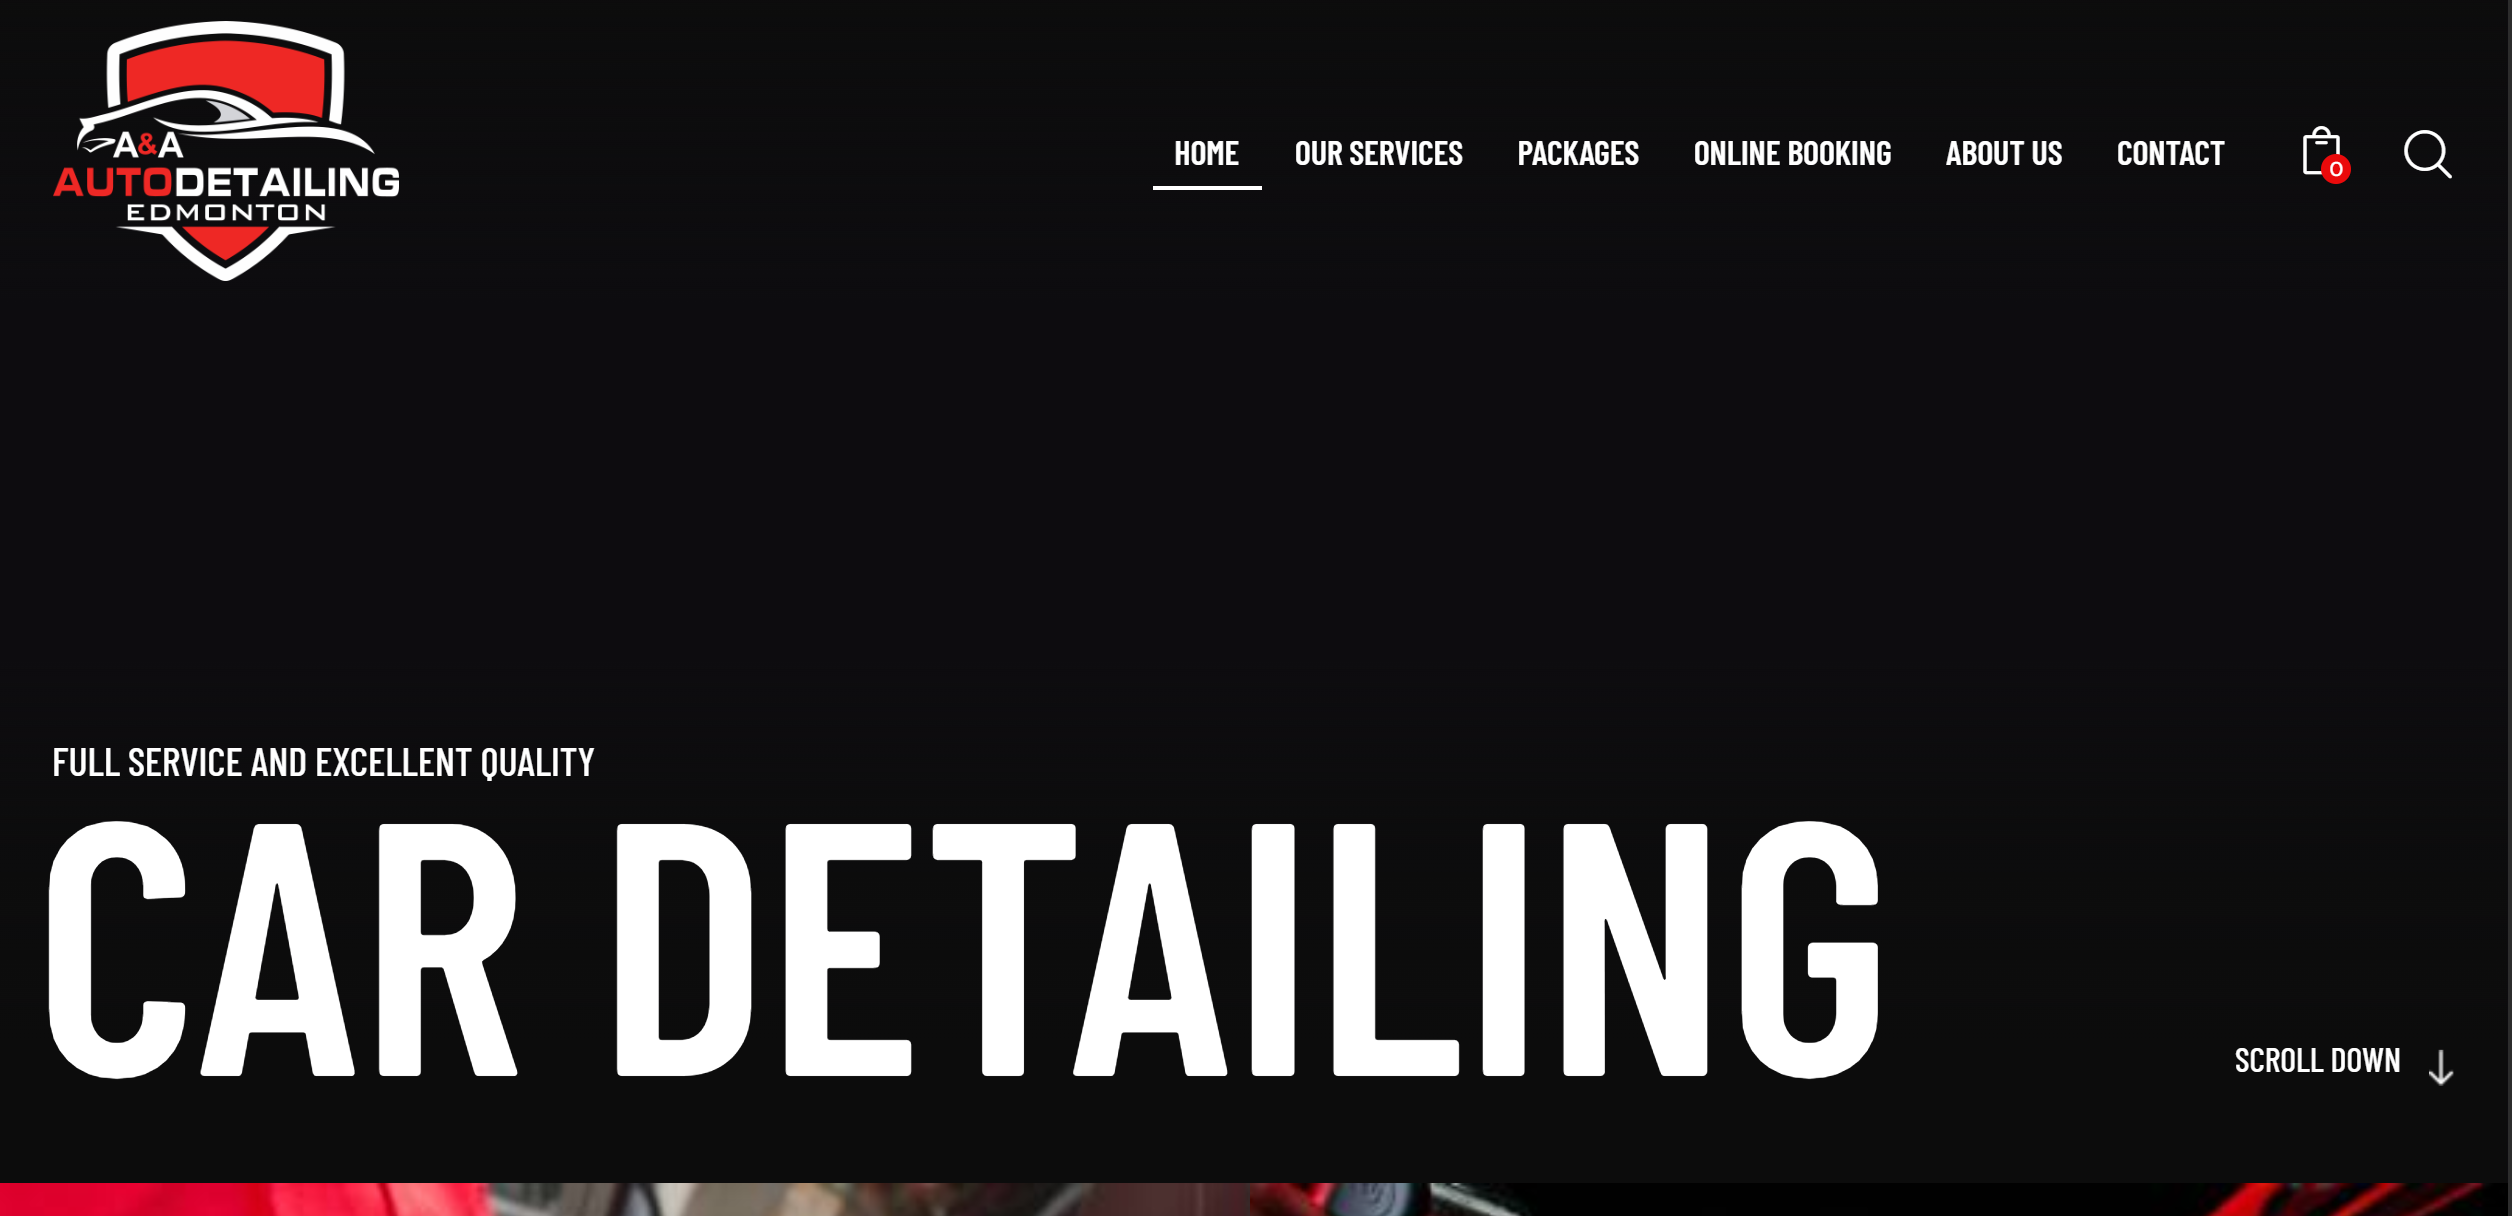 A&A
AUTODETAILING
EDMONTON
HOME OUR SERVICES PACKAGES ONLINE BOOKING ABOUT US CONTACT 0
FULL SERVICE AND EXCELLENT QUALITY
CAR DETAILING
SCROLL DOWN